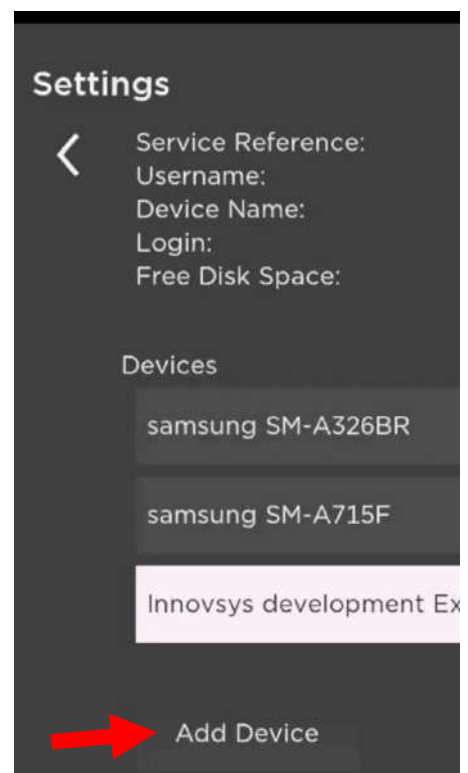 Settings
Service Reference:
Username:
Device Name:
Login:
Free Disk Space:
Devices
samsung SM-A326BR
samsung SM-A715F
Innovsys development Ex
Add Device